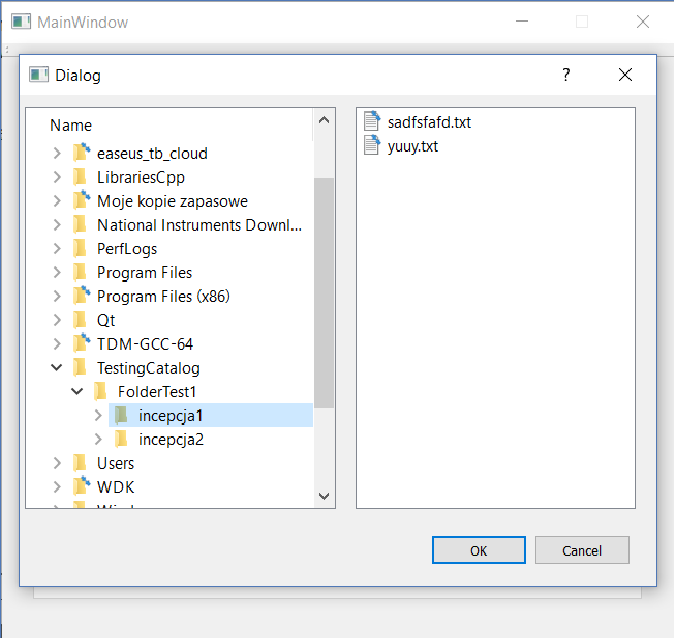 MainWindow
Dialog
?
Name
easeus_tb_cloud
LibrariesCpp
Moje kopie zapasowe
National Instruments Downl...
PerfLogs
Program Files
Program Files (x86)
Qt
TDM-GCC-64
TestingCatalog
FolderTest1
incepcja1
incepcja2
Users
WDK
sadfsfafd.txt
yuuy.txt
OK
Cancel